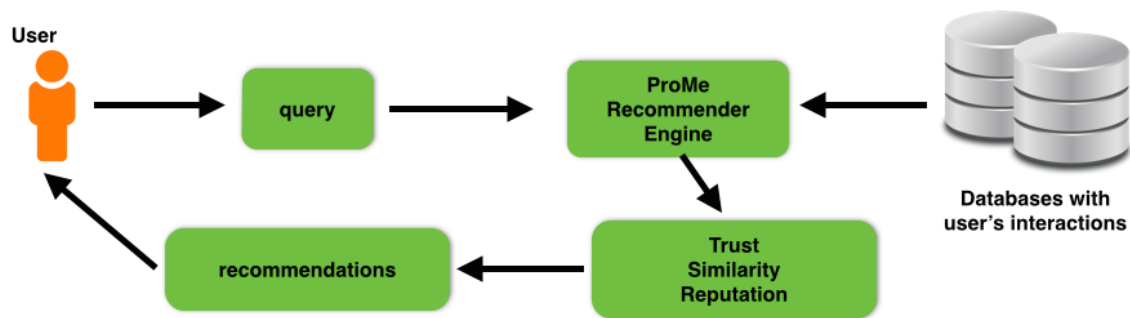 User
query
ProMe
Recommender
Engine
Databases with
user's interactions
Trust
Similarity
Reputation
recommendations